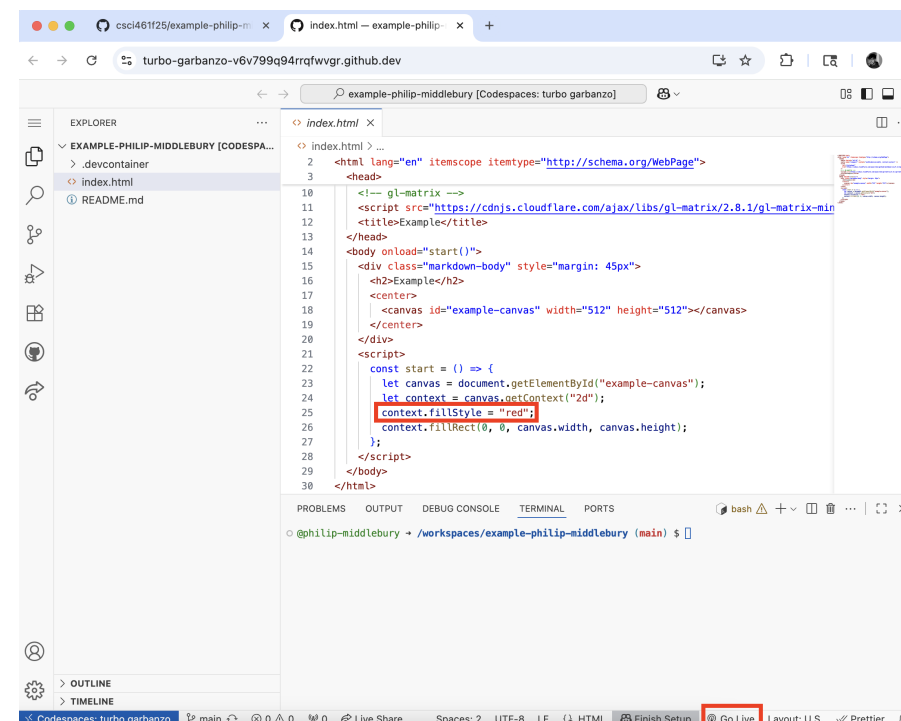 csci461f25/example-philip-m
index.html — example-philip-
turbo-garbanzo-v6v799q94rrqfwvgr.github.dev
example-philip-middlebury [Codespaces: turbo garbanzo]
EXPLORER
EXAMPLE-PHILIP-MIDDLEBURY [CODESPA...
.devcontainer
index.html
README.md
OUTLINE
TIMELINE
index.html
index.html > ...
2 <html lang="en" itemscope itemtype="http://schema.org/WebPage">
3 <head>
10 <!-- gl-matrix -->
11 <script src="https://cdnjs.cloudflare.com/ajax/libs/gl-matrix/2.8.1/gl-matrix-min
12 <title>Example</title>
13 </head>
14 <body onload="start()">
15 <div class="markdown-body" style="margin: 45px">
16 <h2>Example</h2>
17 <center>
18 <canvas id="example-canvas" width="512" height="512"></canvas>
19 </center>
20 </div>
21 <script>
22 const start = () => {
23 let canvas = document.getElementById("example-canvas");
24 let context = canvas.getContext("2d");
25 context.fillStyle = "red";
26 context.fillRect(0, 0, canvas.width, canvas.height);
27 };
28 </script>
29 </body>
30 </html>
PROBLEMS OUTPUT DEBUG CONSOLE TERMINAL PORTS
bash
@philip-middlebury → /workspaces/example-philip-middlebury (main) $
Codespaces: turbo garbanzo main 0 0 0 Live Share Spaces: 2 UTF-8 LF {} HTML Finish Setup Go Live Layout: U.S. Prettier